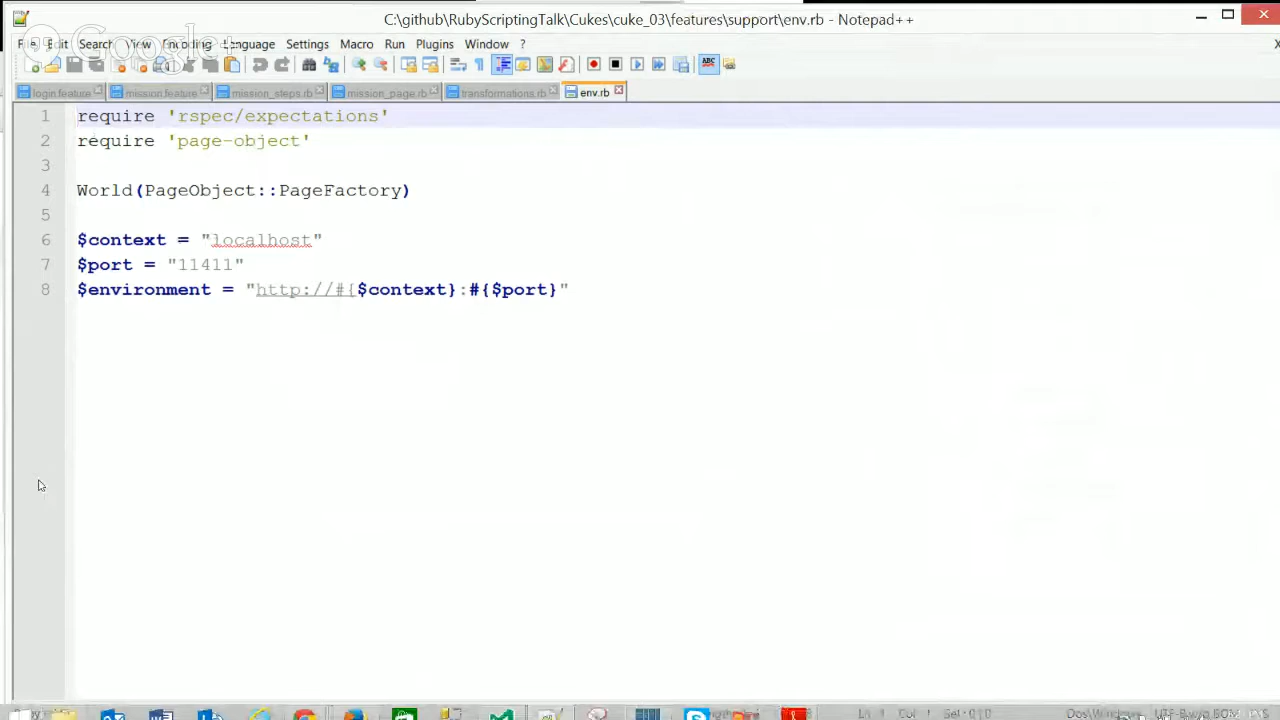 C:\github\RubyScriptingTalk\Cukes\cuke_03\features\support\env.rb - Notepad++
Google+
File Edit Search View Encoding Language Settings Macro Run Plugins Window ?
ABC
login.feature mission.feature mission_steps.rb mission_page.rb transformations.rb env.rb
1 require 'rspec/expectations'
2 require 'page-object'
3
4 World(PageObject::PageFactory)
5
6 $context = "localhost"
7 $port = "11411"
8 $environment = "http://#{$context}:#{$port}"